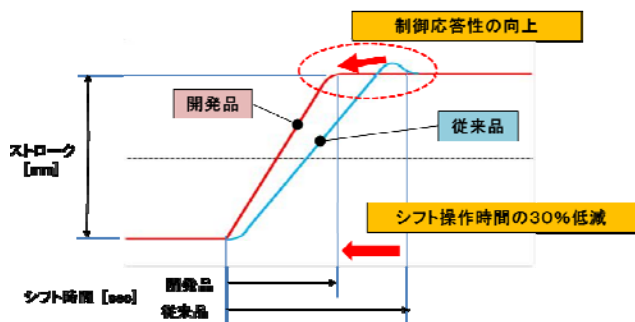 制御応答性の向上
開発品
従来品
ストローク
[mm]
シフト操作時間の30%低減
シフト時間 [sec]
開発品
従来品